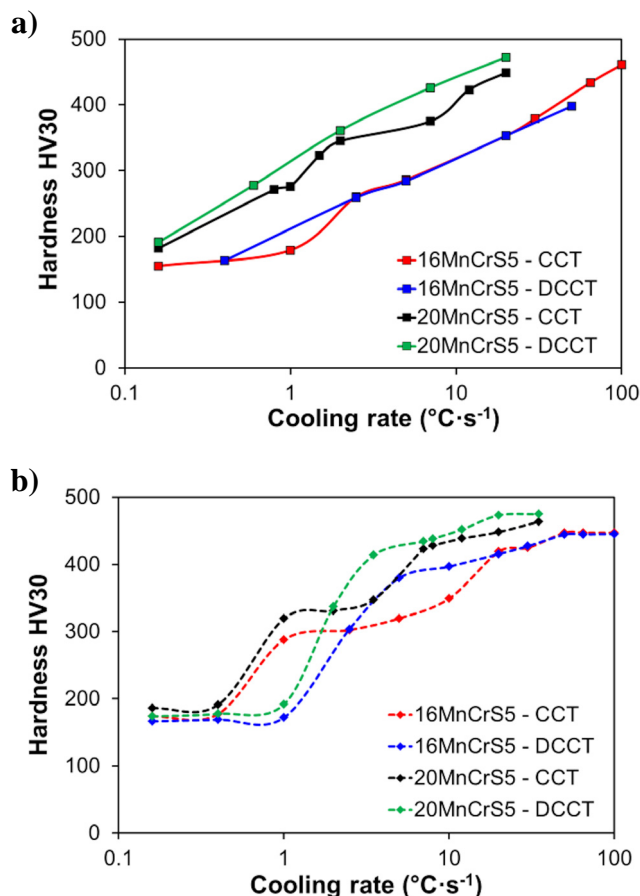 a)
500
400
300
200
100
0
Hardness HV30
16MnCrS5 - CCT
16MnCrS5 - DCCT
20MnCrS5 - CCT
20MnCrS5 - DCCT
0.1 1 10 100
Cooling rate (°C·s⁻¹)
b)
500
400
300
200
100
0
Hardness HV30
16MnCrS5 - CCT
16MnCrS5 - DCCT
20MnCrS5 - CCT
20MnCrS5 - DCCT
0.1 1 10 100
Cooling rate (°C·s⁻¹)